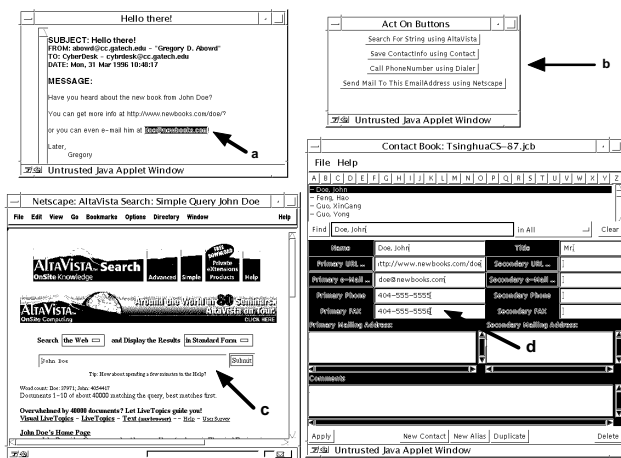 Hello there!
SUBJECT: Hello there!
FROM: abowd@cc.gatech.edu - "Gregory D. Abowd"
TO: CyberDesk - cybrdesk@cc.gatech.edu
DATE: Mon, 31 Mar 1996 10:40:17
MESSAGE:
Have you heard about the new book from John Doe?
You can get more info at http://www.newbooks.com/?
or you can even e-mail him at doe@newbooks.com
Later,
Gregory
a
Untrusted Java Applet Window
Act On Buttons
Search For String using AltaVista
Save ContactInfo using Contact
Call PhoneNumber using Dialer
Send Mail To This EmailAddress using Netscape
Untrusted Java Applet Window
b
Netscape: AltaVista Search: Simple Query John Doe
File Edit View Go Bookmarks Options Directory Window Help
ALTAVISTA Search
OnSite Knowledge
FREE DOWNLOAD
Advanced Simple Private eXtensions Products Help
ALTAVISTA
OnSite Computing
Around the World in 80 Seminars.
AltaVista on Tour.
CLICK HERE
Search the Web and Display the Results in Standard Form
John Doe Submit
Tip: How about spending a few minutes to the Help?
Word count: Doe: 37971; John: 4054417
Documents 1-10 of about 40000 matching the query, best matches first.
Overwhelmed by 40000 documents? Let LiveTopics guide you!
Visual LiveTopics - LiveTopics - Text -- Help - User Survey
John Doe's Home Page
c
Contact Book: TsinghuaCS-87.jcb
File Help
A B C D E F G H I J K L M N O P Q R S T U V W X Y Z
- Doe, John
- Feng, Hao
- Guo, XinGang
- Guo, Yong
Find Doe, John in All Clear
Name Doe, John Title Mr.
Primary URL ... http://www.newbooks.com/doe Secondary URL ...
Primary e-Mail ... doe@newbooks.com Secondary e-Mail ...
Primary Phone 404-555-5555 Secondary Phone
Primary FAX 404-555-5556 Secondary FAX
d
Primary Mailing Address: Secondary Mailing Address:
Comments
Apply New Contact New Alias Duplicate Delete
Untrusted Java Applet Window